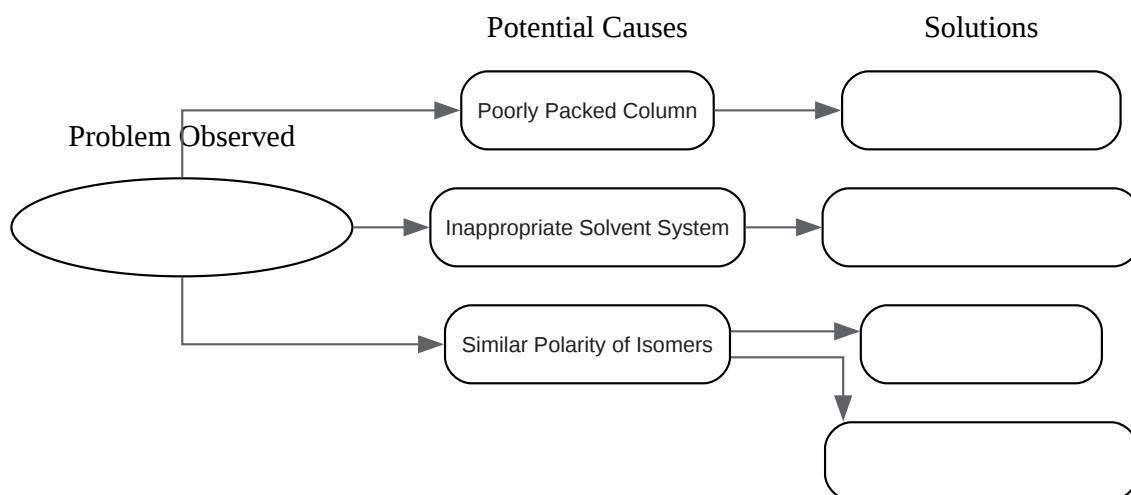 Potential Causes
Solutions
Poorly Packed Column
Problem Observed
Inappropriate Solvent System
Similar Polarity of Isomers